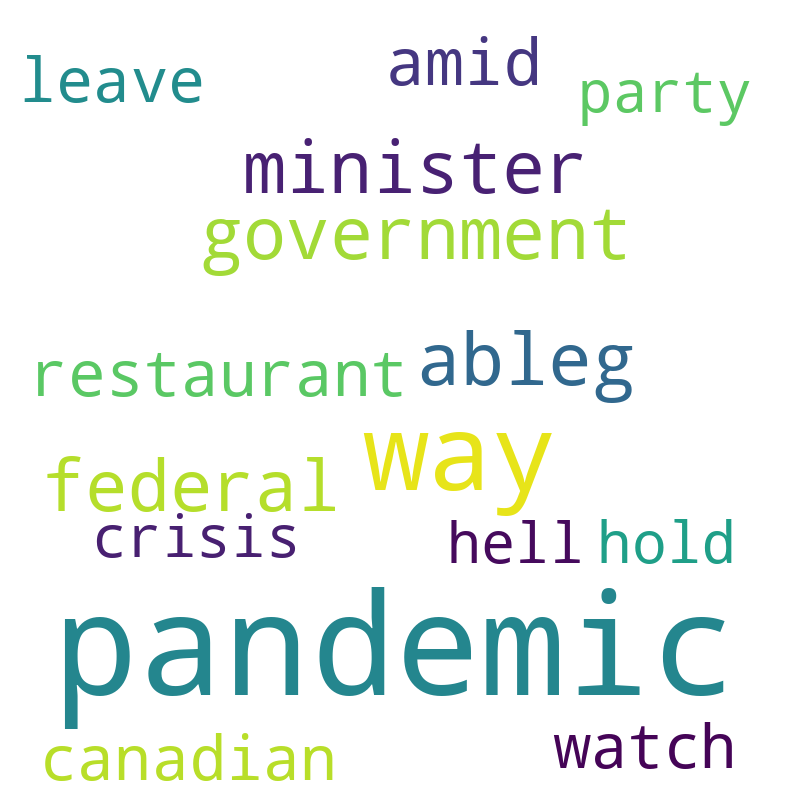 leave amid party
minister
government
restaurant ableg
federal way
crisis hell hold
pandemic
canadian watch